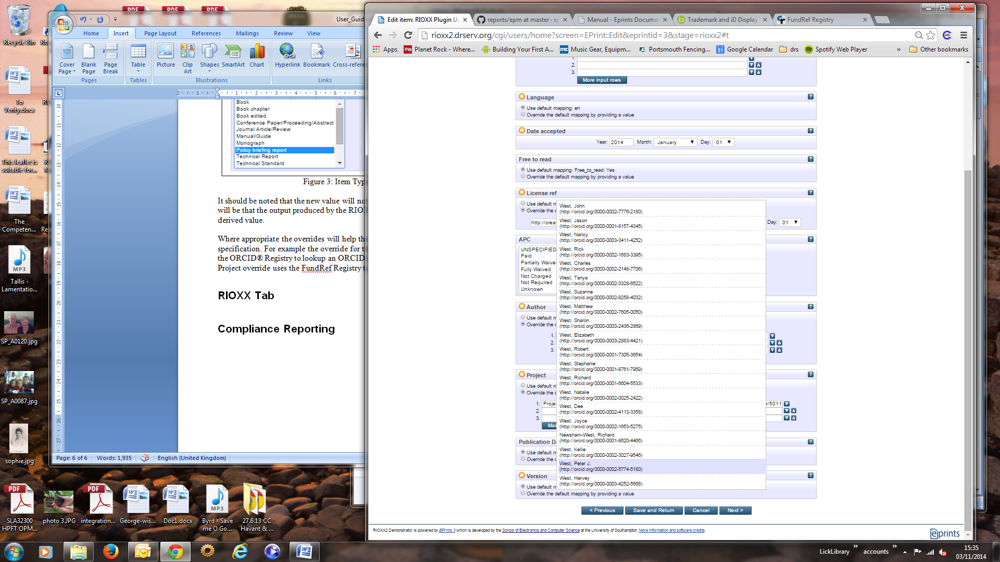 Recycle Bin
To
Verity.docx
This leaflet is
suitable for...
The
Competen...
Tallis -
Lamentatio...
SP_A0120.jpg
SP_A0087.jpg
sophie.jpg
SLA32300
HPFT OPM...
photo 3.JPG
integration...
George-wis...
Doc1.docx
Byrd - Save
me O Go...
27.6.13 CC
Havant & ...
User_Guid
Home Insert Page Layout References Mailings Review View
Cover Page Blank Page Page Break Table Picture Clip Art Shapes SmartArt Chart Hyperlink Bookmark Cross-refere
Pages Tables Illustrations Links
Book
Book chapter
Book edited
Conference Paper/Proceeding/Abstract
Journal Article/Review
Manual/Guide
Monograph
Policy briefing report
Technical Report
Technical Standard
Figure 3: Item Typ
It should be noted that the new value will no
will be that the output produced by the RIOX
derived value.
Where appropriate the overrides will help th
specification. For example the override for t
the ORCID® Registry to lookup an ORCID
Project override uses the FundRef Registry t
RIOXX Tab
Compliance Reporting
Page: 6 of 6 Words: 1,935 English (United Kingdom)
Edit item: RIOXX Plugin Us reports/epm at master · ep Manual - Eprints Documen Trademark and iD Display FundRef Registry
rioxx2.drserv.org/cgi/users/home?screen=EPrint::Edit&eprintid=3&stage=rioxx2#t
Apps Planet Rock - Where... Building Your First A... Music Gear, Equipm... Portsmouth Fencing... Google Calendar drs Spotify Web Player » Other bookmarks
1.
2.
3.
More input rows
Language
Use default mapping: en
Override the default mapping by providing a value
Date accepted
Year: 2014 Month: January Day: 01
Free to read
Use default mapping: Free_to_read: Yes
Override the default mapping by providing a value
License ref
Use default m
Override the d
http://crea Day: 01
APC
UNSPECIFIED
Paid
Partially Waive
Fully Waived
Not Charged
Not Required
Unknown
Author
Use default m
Override the d
1.
2.
3.
Project
Use default m
Override the d
1. Projec /5011
2.
3.
Mo
Publication D
Use default m
Override the d
Version
Use default m
Override the default mapping by providing a value
West, John
(http://orcid.org/0000-0002-7776-2180)
West, Jason
(http://orcid.org/0000-0001-8157-4345)
West, Nancy
(http://orcid.org/0000-0003-3411-4252)
West, Rick
(http://orcid.org/0000-0002-1683-3395)
West, Charles
(http://orcid.org/0000-0002-2148-7706)
West, Tanya
(http://orcid.org/0000-0002-3328-6522)
West, Suzanne
(http://orcid.org/0000-0002-8258-4032)
West, Matthew
(http://orcid.org/0000-0002-7605-0050)
West, Sharon
(http://orcid.org/0000-0003-2436-2869)
West, Elizabeth
(http://orcid.org/0000-0003-2883-4421)
West, Robert
(http://orcid.org/0000-0001-7305-3654)
West, Stephanie
(http://orcid.org/0000-0001-8761-7959)
West, Richard
(http://orcid.org/0000-0001-6604-5533)
West, Natalie
(http://orcid.org/0000-0002-0025-2422)
West, Dee
(http://orcid.org/0000-0002-4113-3358)
West, Joyce
(http://orcid.org/0000-0002-1653-5275)
Newsham-West, Richard
(http://orcid.org/0000-0001-8620-4466)
West, Kellie
(http://orcid.org/0000-0002-3027-9546)
West, Peter J.
(http://orcid.org/0000-0002-5774-5180)
West, Harvey
(http://orcid.org/0000-0003-4252-5668)
< Previous Save and Return Cancel Next >
RIOXX2 Demonstrator is powered by EPrints 3 which is developed by the School of Electronics and Computer Science at the University of Southampton. More information and software credits.
eprints
LickLibrary » accounts »
15:35
03/11/2014